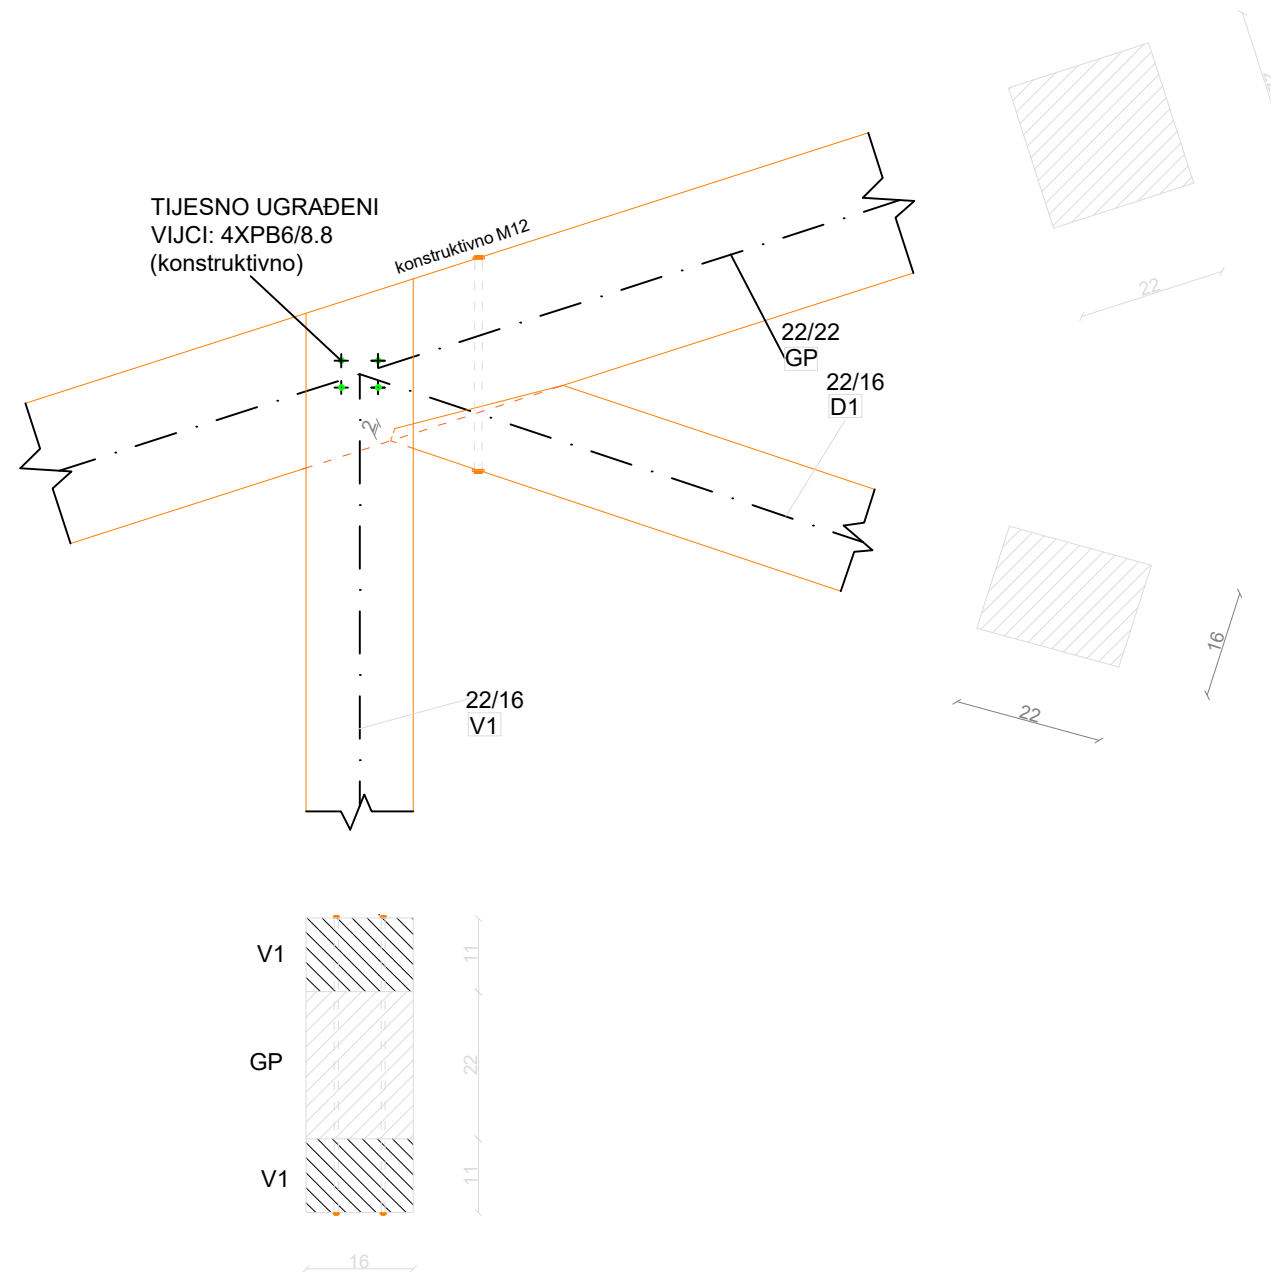 TIJESNO UGRAĐENI
VIJCI: 4XPB6/8.8
(konstruktivno)
konstruktivno M12
22
22/22
GP
22/16
D1
2
16
22
22/16
V1
V1
11
GP
22
V1
11
16